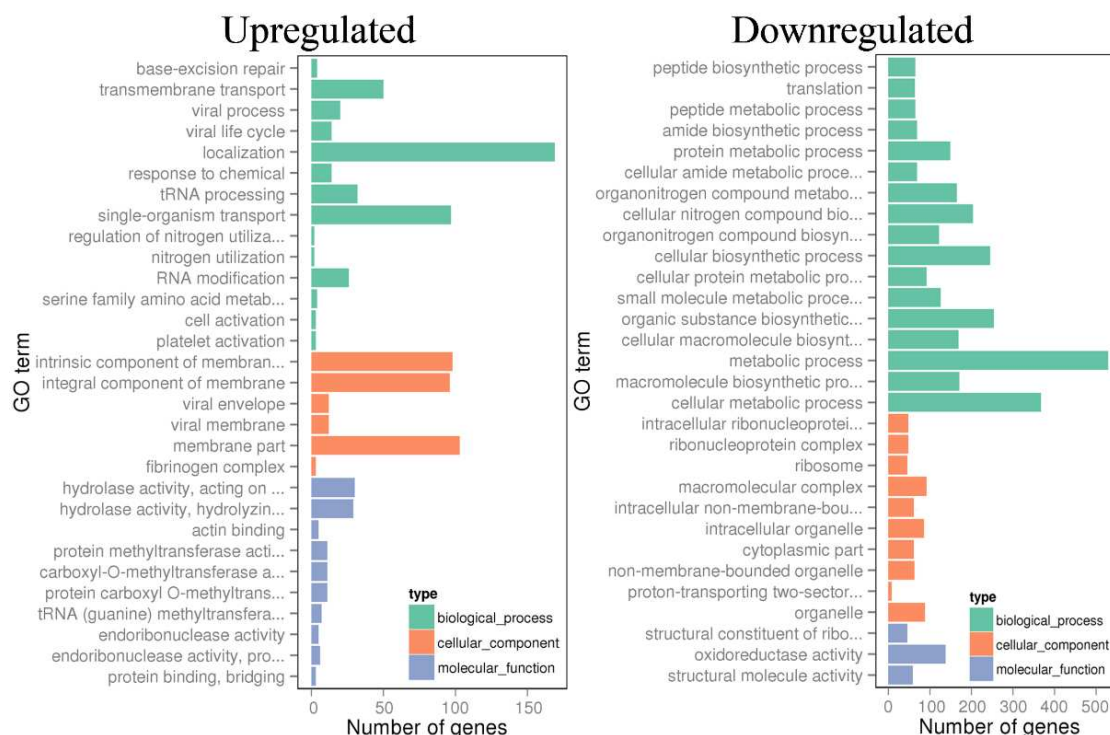 Upregulated
GO term
base-excision repair
transmembrane transport
viral process
viral life cycle
localization
response to chemical
tRNA processing
single-organism transport
regulation of nitrogen utiliza...
nitrogen utilization
RNA modification
serine family amino acid metab...
cell activation
platelet activation
intrinsic component of membran...
integral component of membrane
viral envelope
viral membrane
membrane part
fibrinogen complex
hydrolase activity, acting on ...
hydrolase activity, hydrolyzin...
actin binding
protein methyltransferase acti...
carboxyl-O-methyltransferase a...
protein carboxyl O-methyltrans...
tRNA (guanine) methyltransfera...
endoribonuclease activity
endoribonuclease activity, pro...
protein binding, bridging
type
biological_process
cellular_component
molecular_function
0 50 100 150
Number of genes
Downregulated
GO term
peptide biosynthetic process
translation
peptide metabolic process
amide biosynthetic process
protein metabolic process
cellular amide metabolic proce...
organonitrogen compound metabo...
cellular nitrogen compound bio...
organonitrogen compound biosyn...
cellular biosynthetic process
cellular protein metabolic pro...
small molecule metabolic proce...
organic substance biosynthetic...
cellular macromolecule biosynt...
metabolic process
macromolecule biosynthetic pro...
cellular metabolic process
intracellular ribonucleoprotei...
ribonucleoprotein complex
ribosome
macromolecular complex
intracellular non-membrane-bou...
intracellular organelle
cytoplasmic part
non-membrane-bounded organelle
proton-transporting two-sector...
organelle
structural constituent of ribo...
oxidoreductase activity
structural molecule activity
type
biological_process
cellular_component
molecular_function
0 100 200 300 400 500
Number of genes